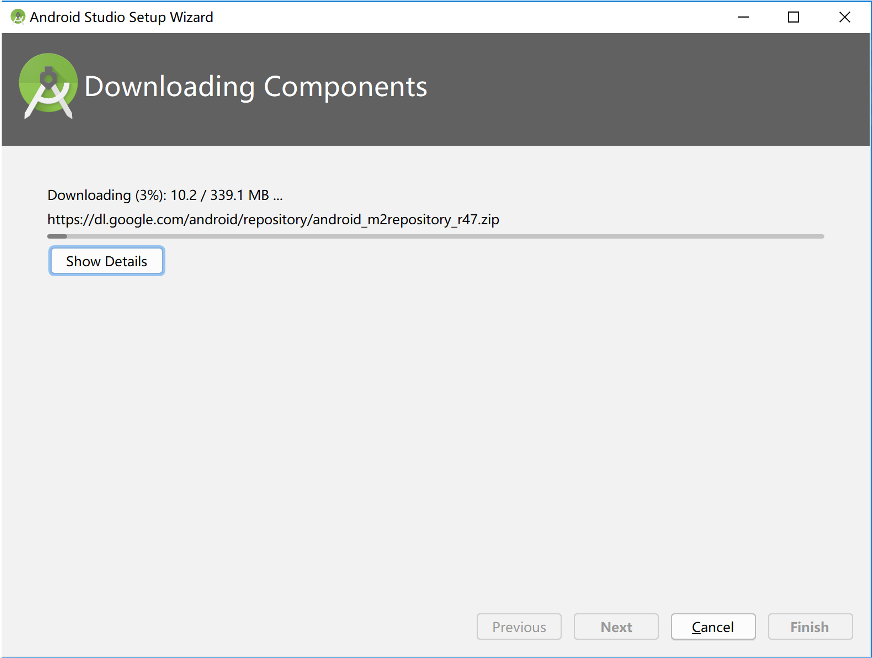 Android Studio Setup Wizard
Downloading Components
Downloading (3%): 10.2 / 339.1 MB ...
https://dl.google.com/android/repository/android_m2repository_r47.zip
Show Details
Previous Next Cancel Finish